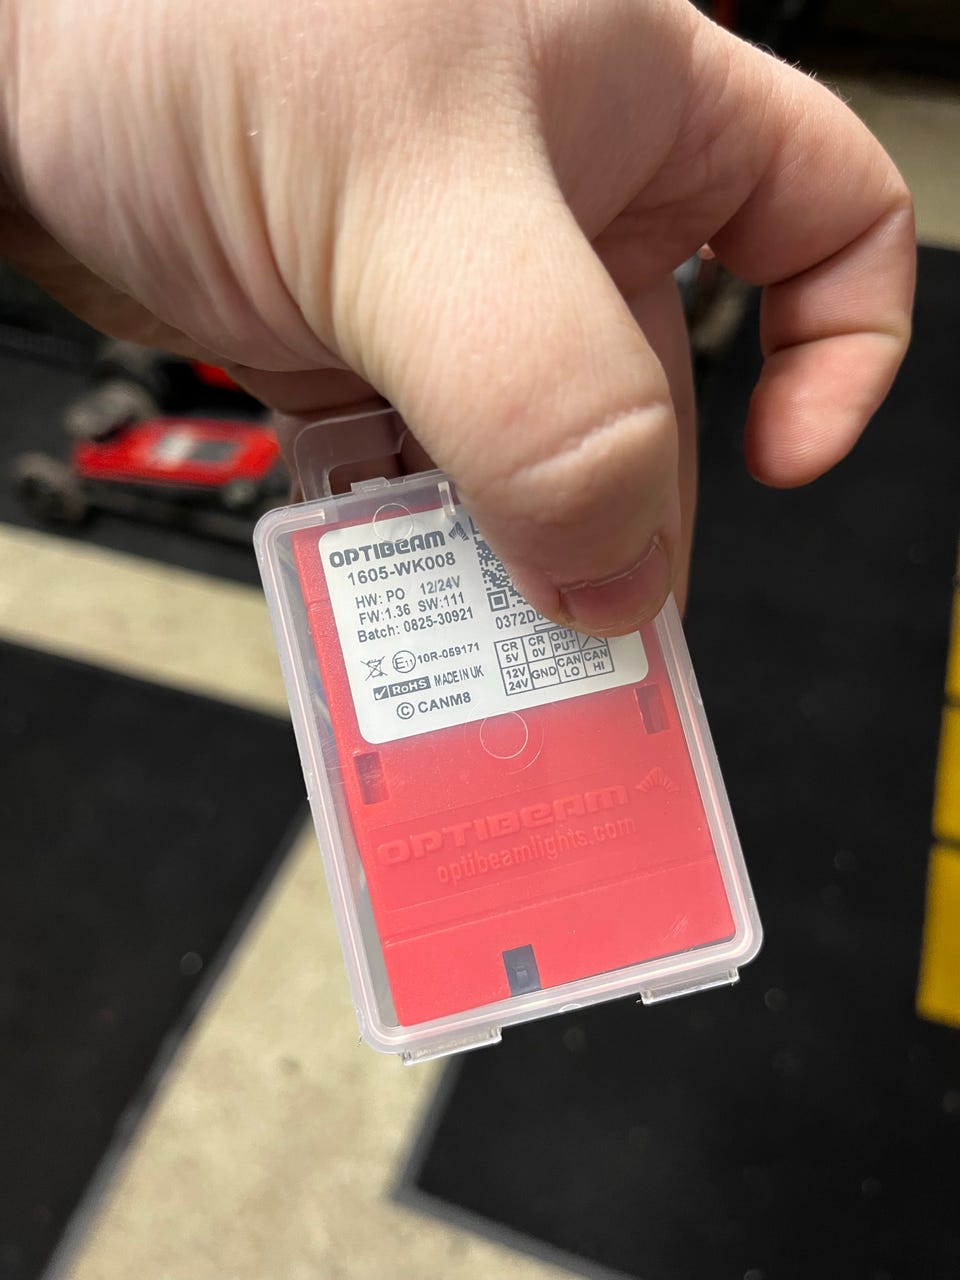 OPTIBEAM
1605-WK008
HW: PO 12/24V
FW:1.36 SW:111
Batch: 0825-30921
0372D
E11 10R-059171
RoHS MADE IN UK
© CANM8
CR 5V CR 0V OUT PUT
12V 24V GND CAN LO CAN HI
OPTIBEAM
optibeamlights.com